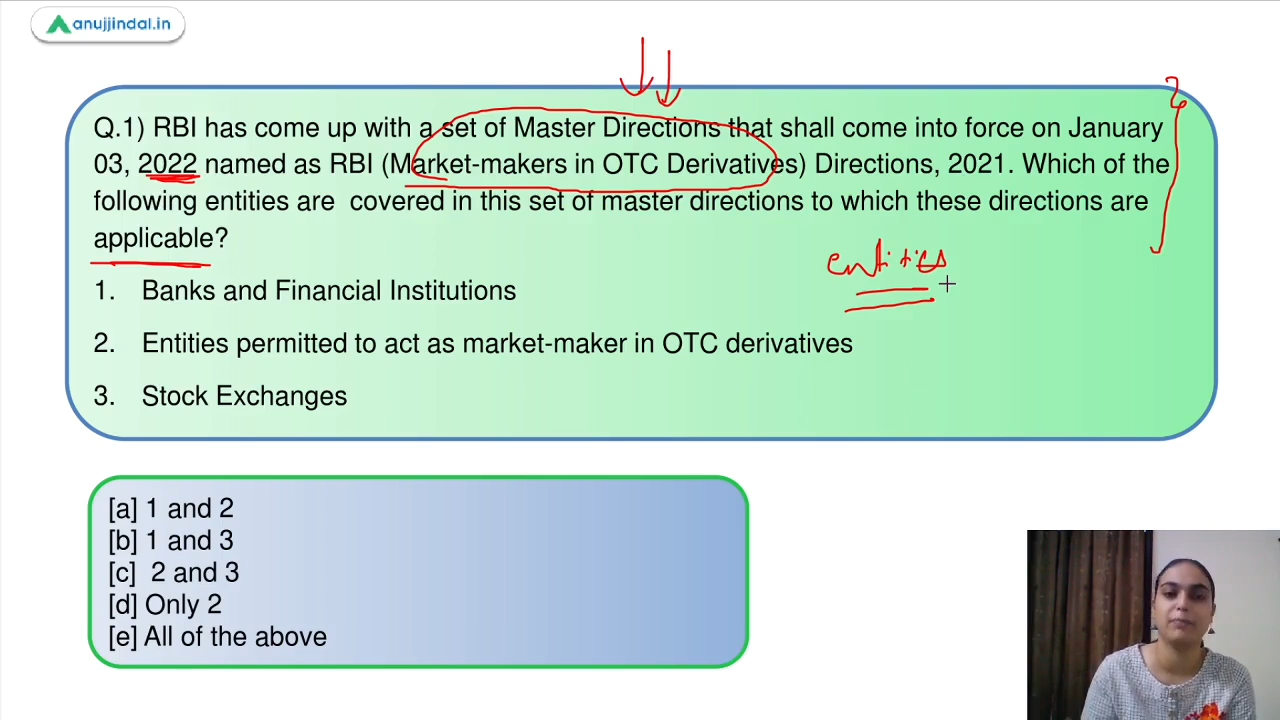 anujjindal.in
Q.1) RBI has come up with a set of Master Directions that shall come into force on January
03, 2022 named as RBI (Market-makers in OTC Derivatives) Directions, 2021. Which of the
following entities are covered in this set of master directions to which these directions are
applicable?
entities
1. Banks and Financial Institutions
2. Entities permitted to act as market-maker in OTC derivatives
3. Stock Exchanges
[a] 1 and 2
[b] 1 and 3
[c] 2 and 3
[d] Only 2
[e] All of the above